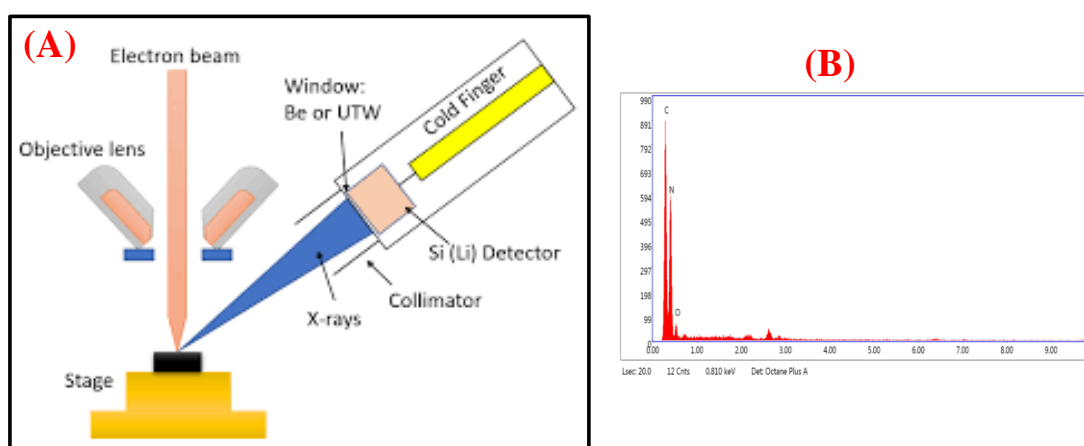 (A)
Electron beam
Window:
Be or UTW
Cold Finger
Objective lens
Si (Li) Detector
Collimator
X-rays
Stage
(B)
990
891
792
693
594
495
396
297
198
99
0
C
N
O
0.00 1.00 2.00 3.00 4.00 5.00 6.00 7.00 8.00 9.00
Lsec: 20.0 12 Cnts 0.810 keV Det: Octane Plus A